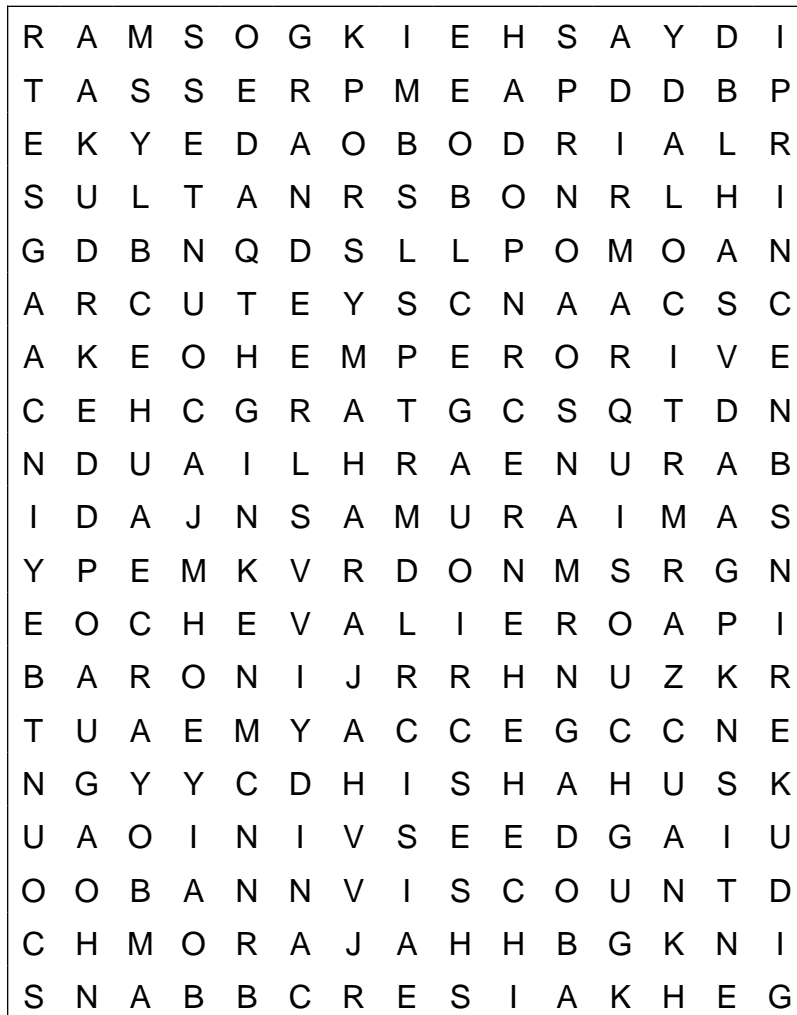 R A M S O G K I E H S A Y D I
T A S S E R P M E A P D D B P
E K Y E D A O B O D R I A L R
S U L T A N R S B O N R L H I
G D B N Q D S L L P O M O A N
A R C U T E Y S C N A A C S C
A K E O H E M P E R O R I V E
C E H C G R A T G C S Q T D N
N D U A I L H R A E N U R A B
I D A J N S A M U R A I M A S
Y P E M K V R D O N M S R G N
E O C H E V A L I E R O A P I
B A R O N I J R R H N U Z K R
T U A E M Y A C C E G C C N E
N G Y Y C D H I S H A H U S K
U A O I N I V S E E D G A I U
O O B A N N V I S C O U N T D
C H M O R A J A H H B G K N I
S N A B B C R E S I A K H E G